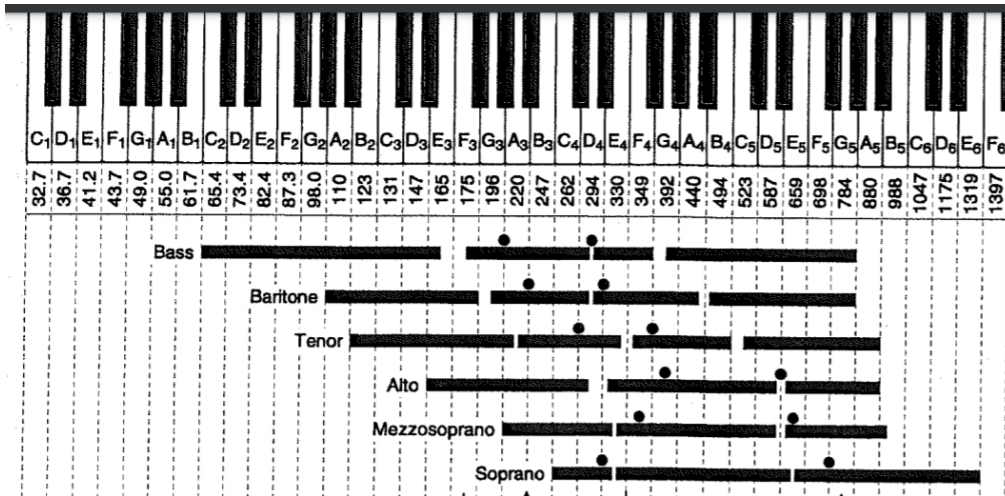 C1 D1 E1 F1 G1 A1 B1 C2 D2 E2 F2 G2 A2 B2 C3 D3 E3 F3 G3 A3 B3 C4 D4 E4 F4 G4 A4 B4 C5 D5 E5 F5 G5 A5 B5 C6 D6 E6 F6
32.7 36.7 41.2 43.7 49.0 55.0 61.7 65.4 73.4 82.4 87.3 98.0 110 123 131 147 165 175 196 220 247 262 294 330 349 392 440 494 523 587 659 698 784 880 988 1047 1175 1319 1397
Bass
Baritone
Tenor
Alto
Mezzosoprano
Soprano